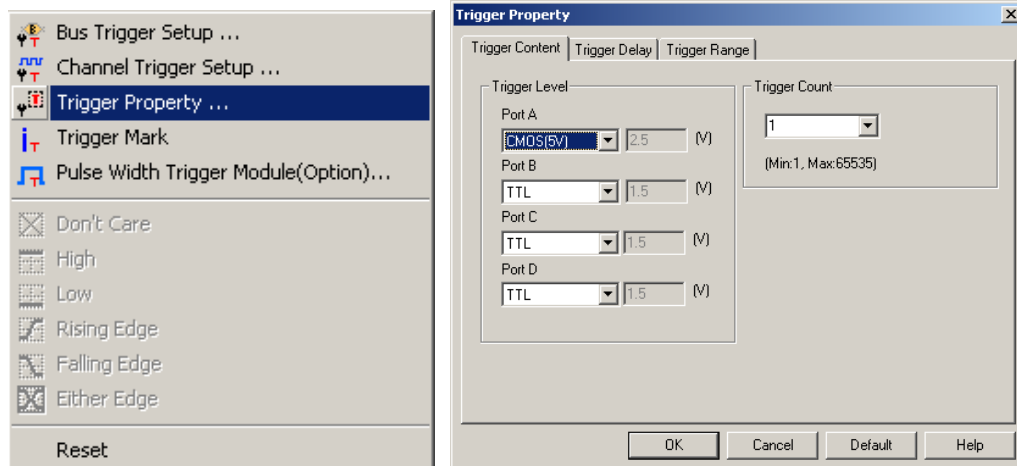 Bus Trigger Setup ...
Channel Trigger Setup ...
Trigger Property ...
Trigger Mark
Pulse Width Trigger Module(Option)...
Don't Care
High
Low
Rising Edge
Falling Edge
Either Edge
Reset
Trigger Property
Trigger Content Trigger Delay Trigger Range
Trigger Level
Port A
CMOS(5V) 2.5 (V)
Port B
TTL 1.5 (V)
Port C
TTL 1.5 (V)
Port D
TTL 1.5 (V)
Trigger Count
1
(Min:1, Max:65535)
OK Cancel Default Help